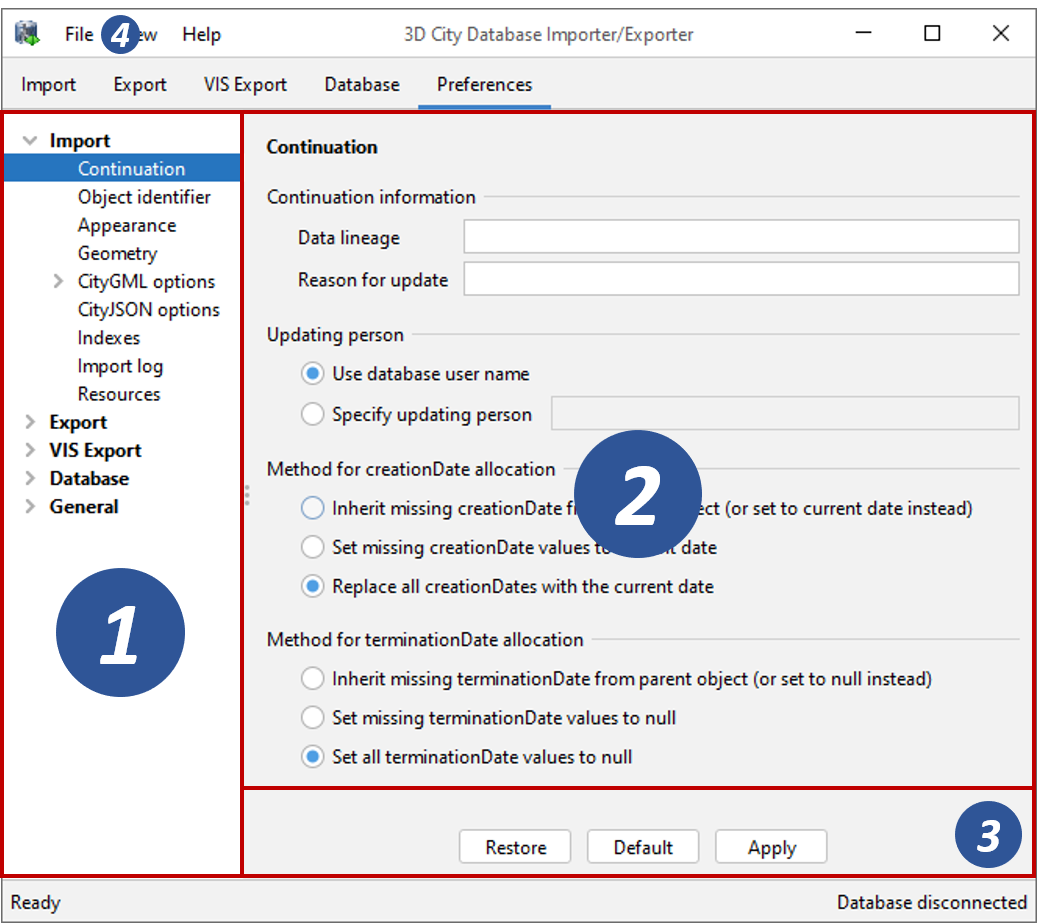 File 4 ew Help 3D City Database Importer/Exporter
Import Export VIS Export Database Preferences
Import
Continuation
Object identifier
Appearance
Geometry
CityGML options
CityJSON options
Indexes
Import log
Resources
Export
VIS Export
Database
General
1
Continuation
Continuation information
Data lineage
Reason for update
Updating person
Use database user name
Specify updating person
Method for creationDate allocation
2
Inherit missing creationDate ect (or set to current date instead)
Set missing creationDate values date
Replace all creationDates with the current date
Method for terminationDate allocation
Inherit missing terminationDate from parent object (or set to null instead)
Set missing terminationDate values to null
Set all terminationDate values to null
Restore Default Apply
3
Ready Database disconnected